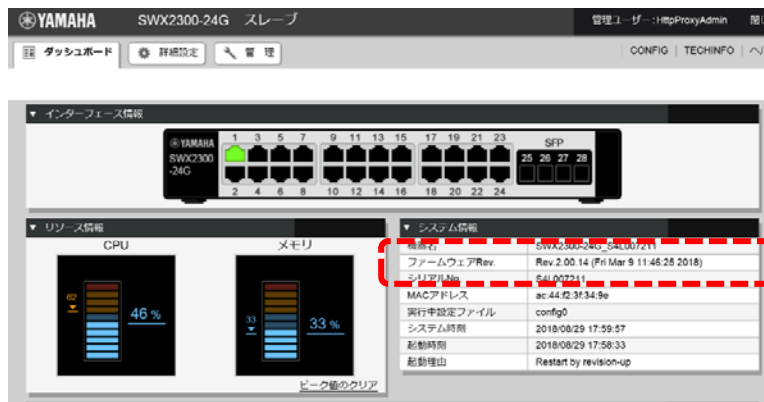 YAMAHA SWX2300-24G スレーブ 管理ユーザー:HttpProxyAdmin
ダッシュボード 詳細設定 管 理 CONFIG | TECHINFO |
▼ インターフェース情報
YAMAHA 1 3 5 7 9 11 13 15 17 19 21 23 SFP
SWX2300 25 26 27 28
-24G
2 4 6 8 10 12 14 16 18 20 22 24
▼ リソース情報
CPU メモリ
62 46 % 33 33 %
ピーク値のクリア
▼ システム情報
機器名 SWX2300-24G_S4L007211
ファームウェアRev. Rev.2.00.14 (Fri Mar 9 11:46:25 2018)
シリアルNo. S4L007211
MACアドレス ac:44:f2:3f:34:9e
実行中設定ファイル config0
システム時刻 2018/08/29 17:59:57
起動時刻 2018/08/29 17:58:33
起動理由 Restart by revision-up